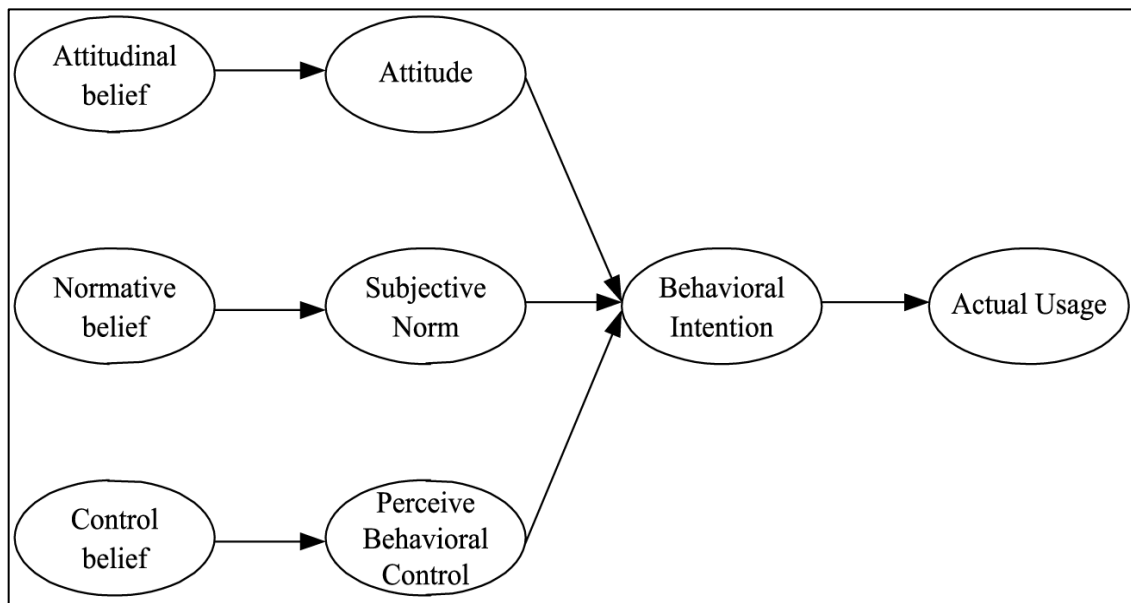 Attitudinal
belief
Attitude
Normative
belief
Subjective
Norm
Behavioral
Intention
Actual Usage
Control
belief
Perceive
Behavioral
Control